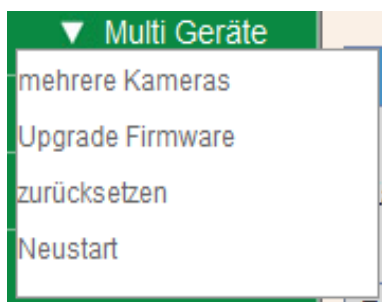 ▼ Multi Geräte
mehrere Kameras
Upgrade Firmware
zurücksetzen
Neustart